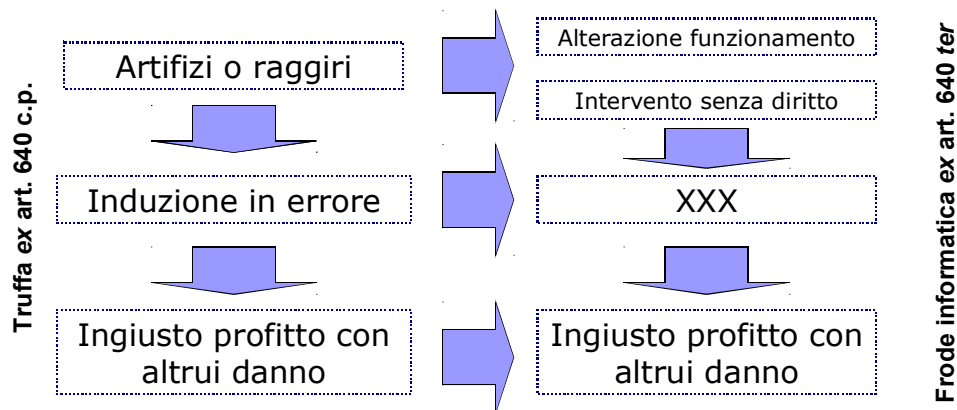 Truffa ex art. 640 c.p.
Artifizi o raggiri
Induzione in errore
Ingiusto profitto con
altrui danno
Alterazione funzionamento
Intervento senza diritto
XXX
Ingiusto profitto con
altrui danno
Frode informatica ex art. 640 ter